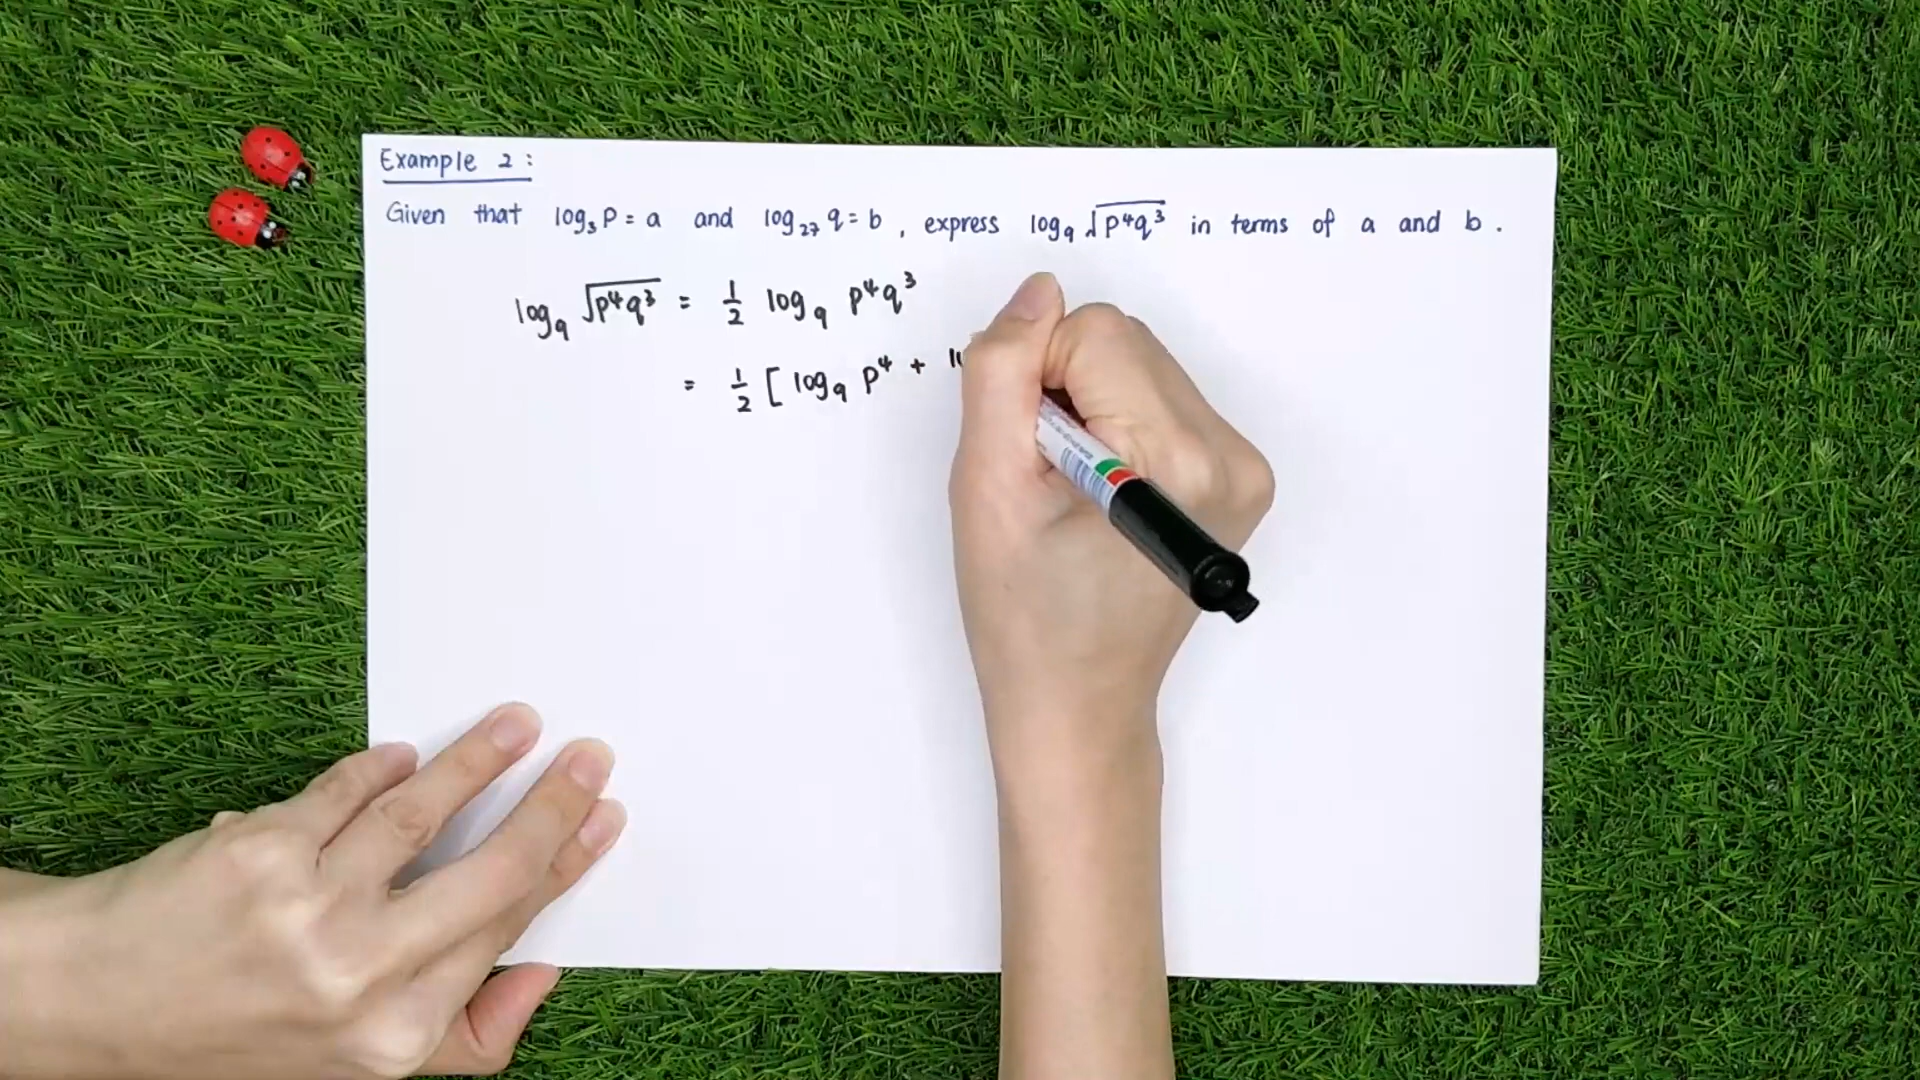 Example 2 :
Given that log₃ P = a and log₂₇ q = b , express log₉ √(P⁴q³) in terms of a and b .
log₉ √(P⁴q³) = 1/2 log₉ P⁴q³
= 1/2 [ log₉ P⁴ +